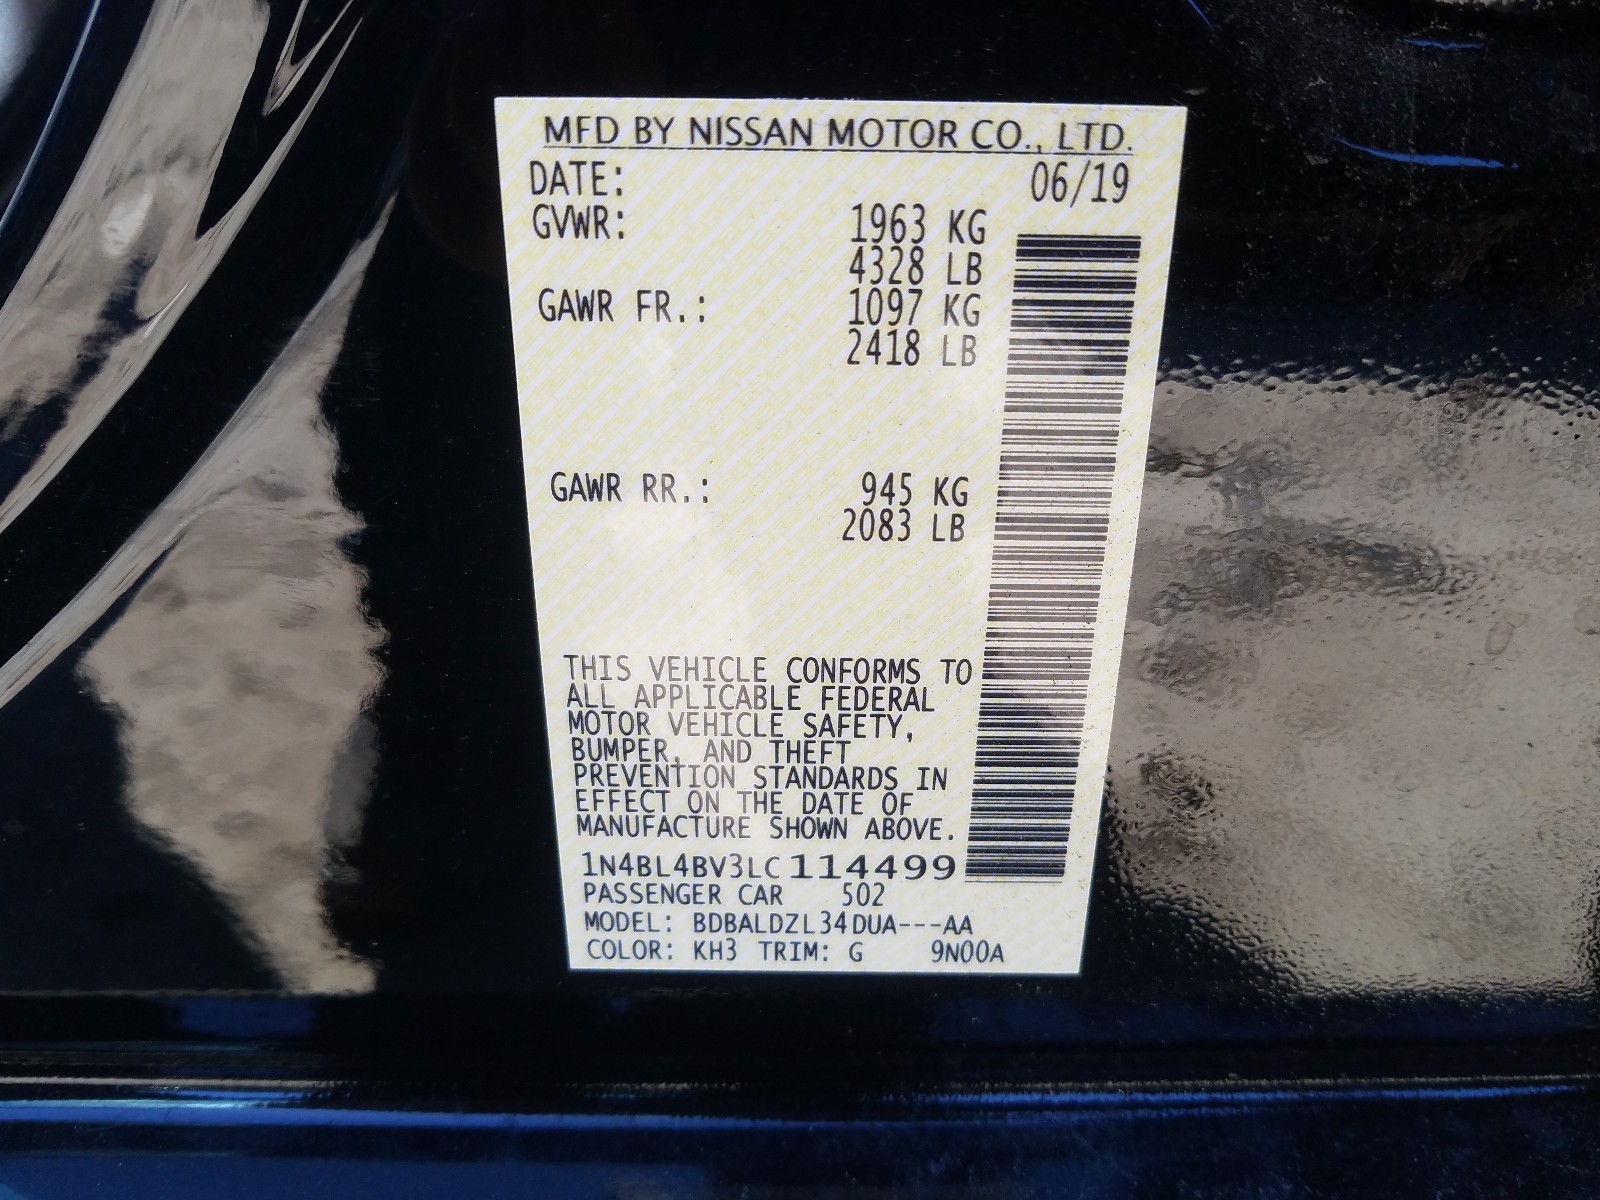 MFD BY NISSAN MOTOR CO., LTD.
DATE: 06/19
GVWR: 1963 KG
4328 LB
GAWR FR.: 1097 KG
2418 LB
GAWR RR.: 945 KG
2083 LB
THIS VEHICLE CONFORMS TO
ALL APPLICABLE FEDERAL
MOTOR VEHICLE SAFETY,
BUMPER, AND THEFT
PREVENTION STANDARDS IN
EFFECT ON THE DATE OF
MANUFACTURE SHOWN ABOVE.
1N4BL4BV3LC114499
PASSENGER CAR 502
MODEL: BDBALDZL34DUA---AA
COLOR: KH3 TRIM: G 9N00A